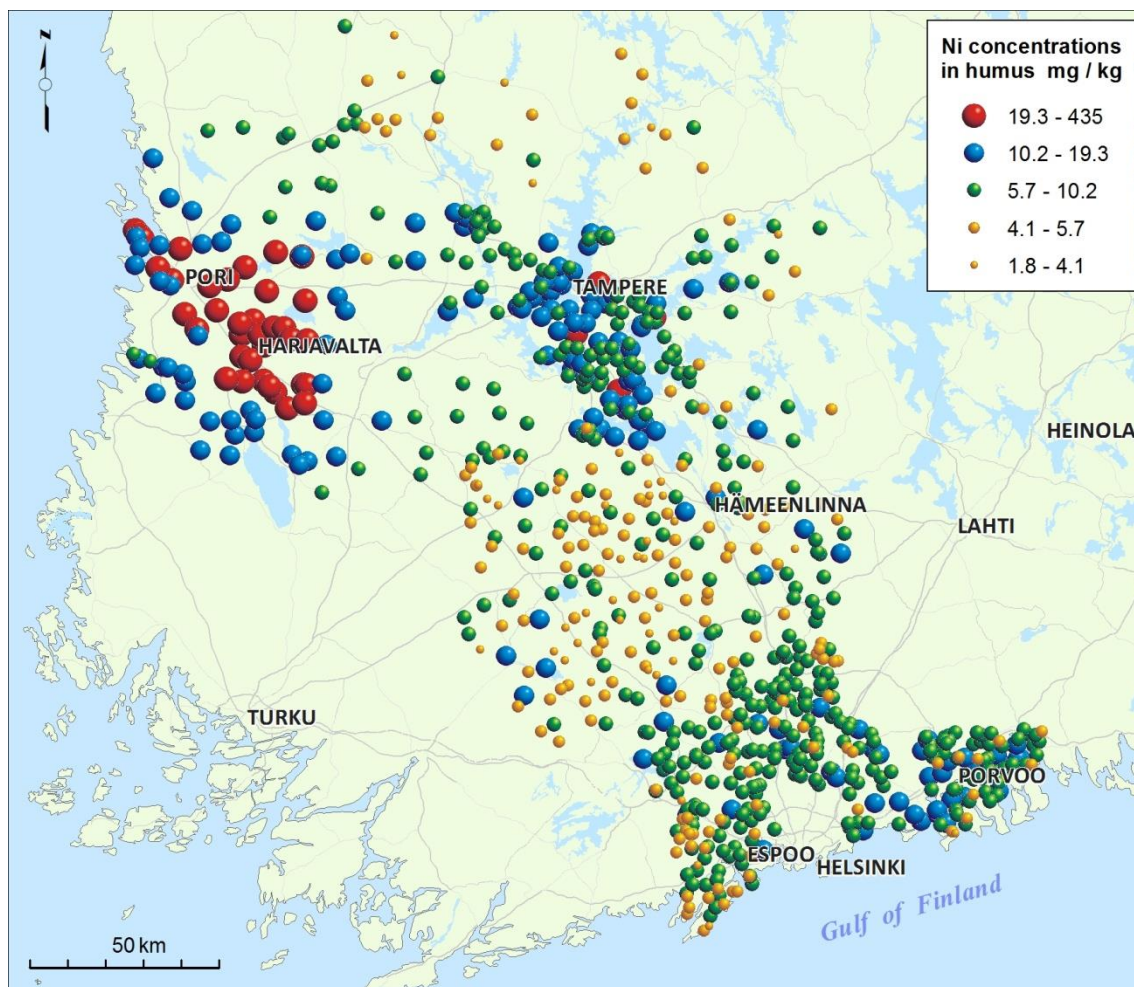 z
Ni concentrations
in humus mg / kg
19.3 - 435
10.2 - 19.3
5.7 - 10.2
4.1 - 5.7
1.8 - 4.1
PORI
TAMPERE
HARJAVALTA
HEINOLA
HÄMEENLINNA
LAHTI
TURKU
PORVOO
ESPOO
HELSINKI
Gulf of Finland
50 km